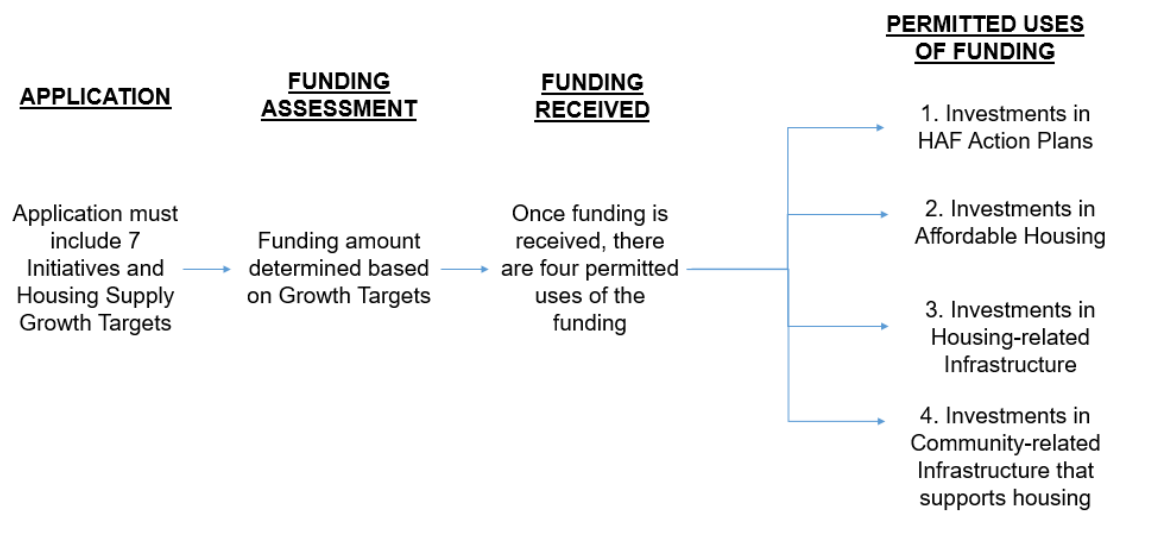 APPLICATION
Application must
include 7
Initiatives and
Housing Supply
Growth Targets
FUNDING
ASSESSMENT
Funding amount
determined based
on Growth Targets
FUNDING
RECEIVED
Once funding is
received, there
are four permitted
uses of the
funding
PERMITTED USES
OF FUNDING
1. Investments in
HAF Action Plans
2. Investments in
Affordable Housing
3. Investments in
Housing-related
Infrastructure
4. Investments in
Community-related
Infrastructure that
supports housing